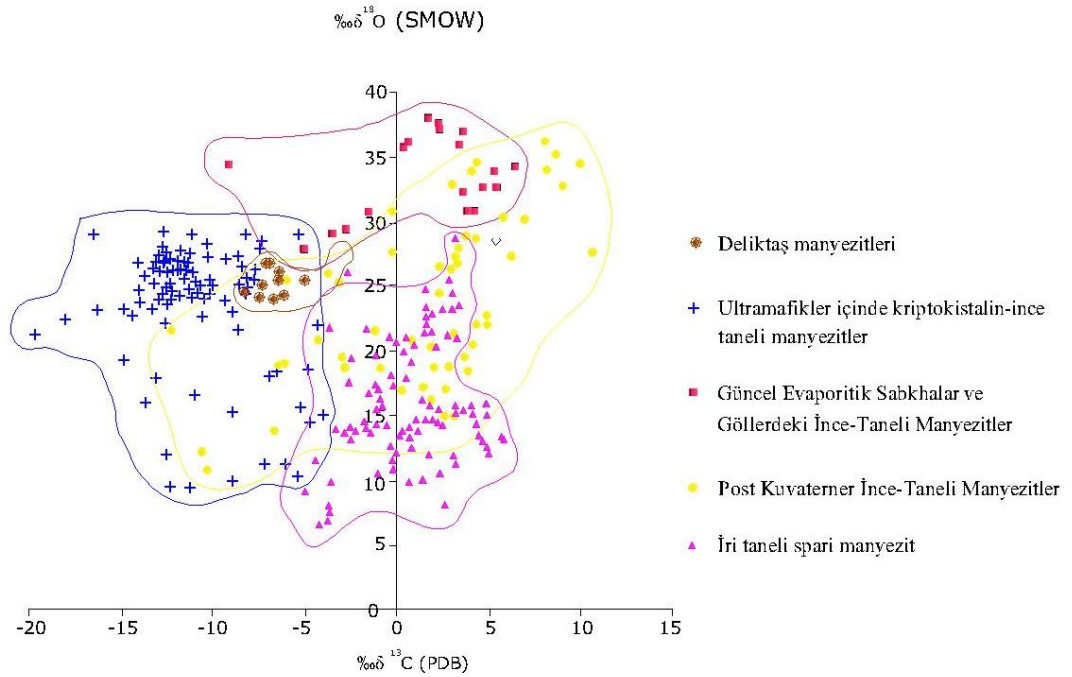 ‰δ¹⁸O (SMOW)
40
35
30
25
20
15
10
5
0
-20 -15 -10 -5 0 5 10 15
‰δ ¹³C (PDB)
Deliktaş manyezitleri
Ultramafikler içinde kriptokistalin-ince
taneli manyezitler
Güncel Evaporitik Sabkhalar ve
Göllerdeki İnce-Taneli Manyezitler
Post Kuvaterner İnce-Taneli Manyezitler
İri taneli spari manyezit